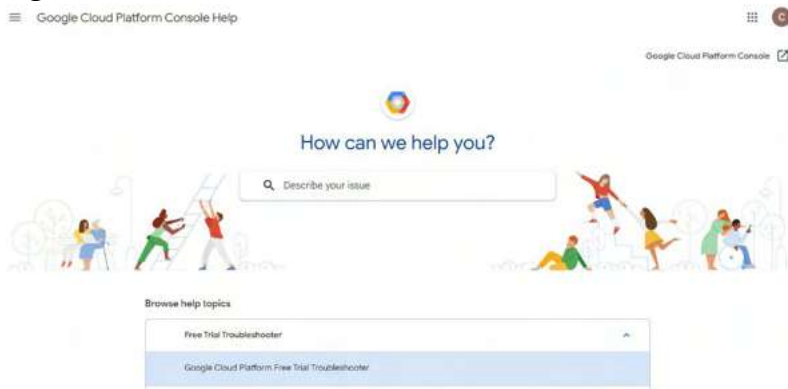 Google Cloud Platform Console Help
C
Google Cloud Platform Console
How can we help you?
Describe your issue
Browse help topics
Free Trial Troubleshooter
Google Cloud Platform Free Trial Troubleshooter